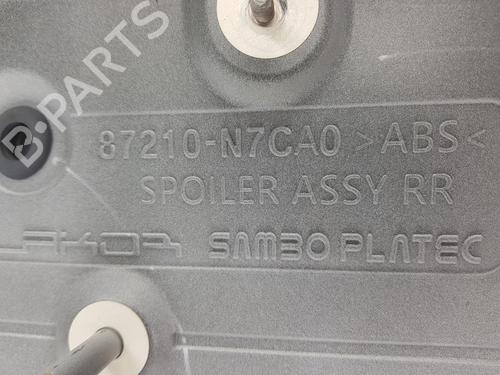 B-PARTS
87210-N7CA0 >ABS<
SPOILER ASSY RR
SAMBO PLATEC